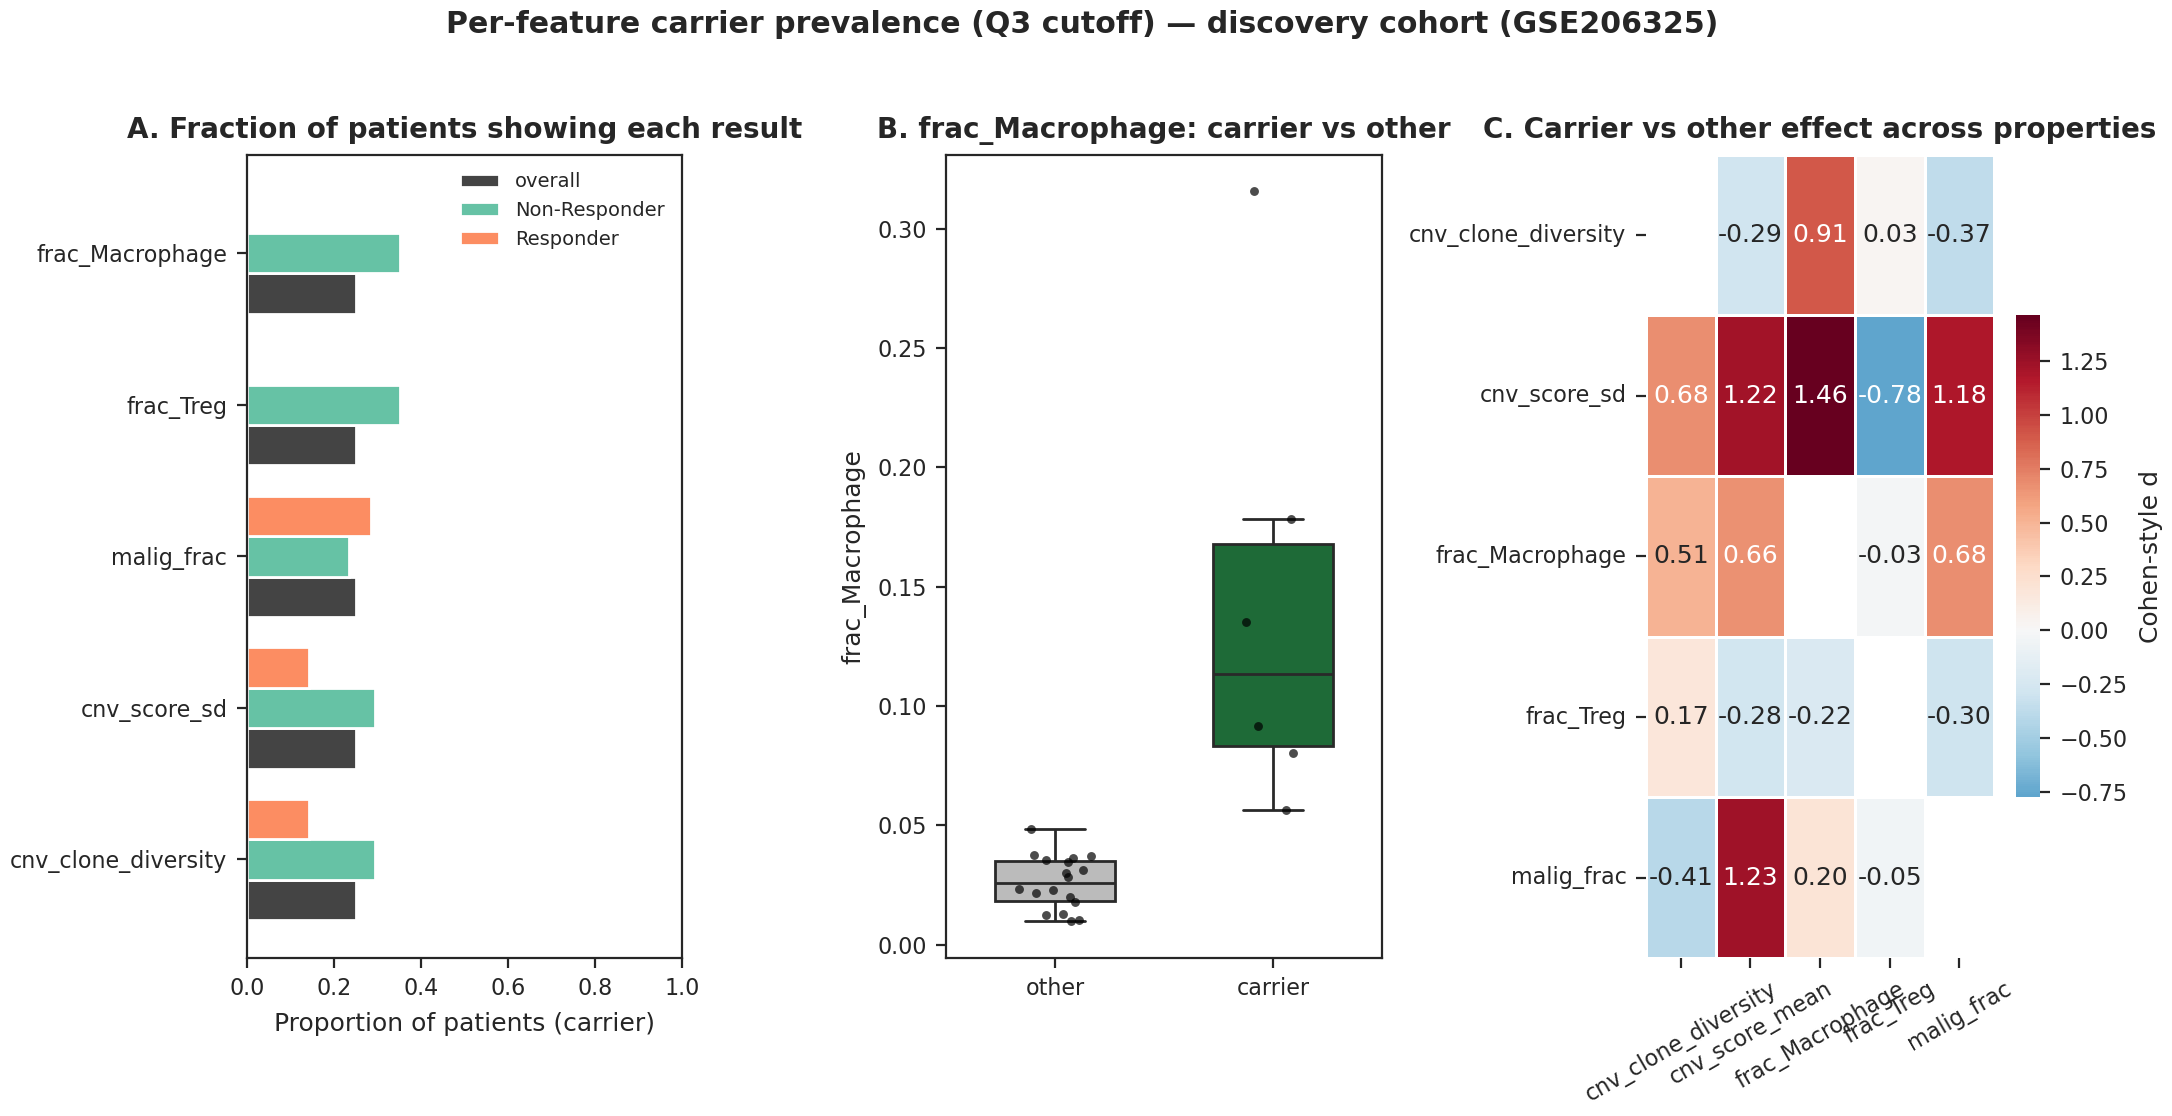 Per-feature carrier prevalence (Q3 cutoff) — discovery cohort (GSE206325)
A. Fraction of patients showing each result
overall
Non-Responder
Responder
frac_Macrophage
frac_Treg
malig_frac
cnv_score_sd
cnv_clone_diversity
0.0 0.2 0.4 0.6 0.8 1.0
Proportion of patients (carrier)
B. frac_Macrophage: carrier vs other
frac_Macrophage
0.30
0.25
0.20
0.15
0.10
0.05
0.00
other carrier
C. Carrier vs other effect across properties
cnv_clone_diversity -0.29 0.91 0.03 -0.37
cnv_score_sd 0.68 1.22 1.46 -0.78 1.18
frac_Macrophage 0.51 0.66 -0.03 0.68
frac_Treg 0.17 -0.28 -0.22 -0.30
malig_frac -0.41 1.23 0.20 -0.05
cnv_clone_diversity
cnv_score_mean
frac_Macrophage
frac_Treg
malig_frac
1.25
1.00
0.75
0.50
0.25
0.00
−0.25
−0.50
−0.75
Cohen-style d